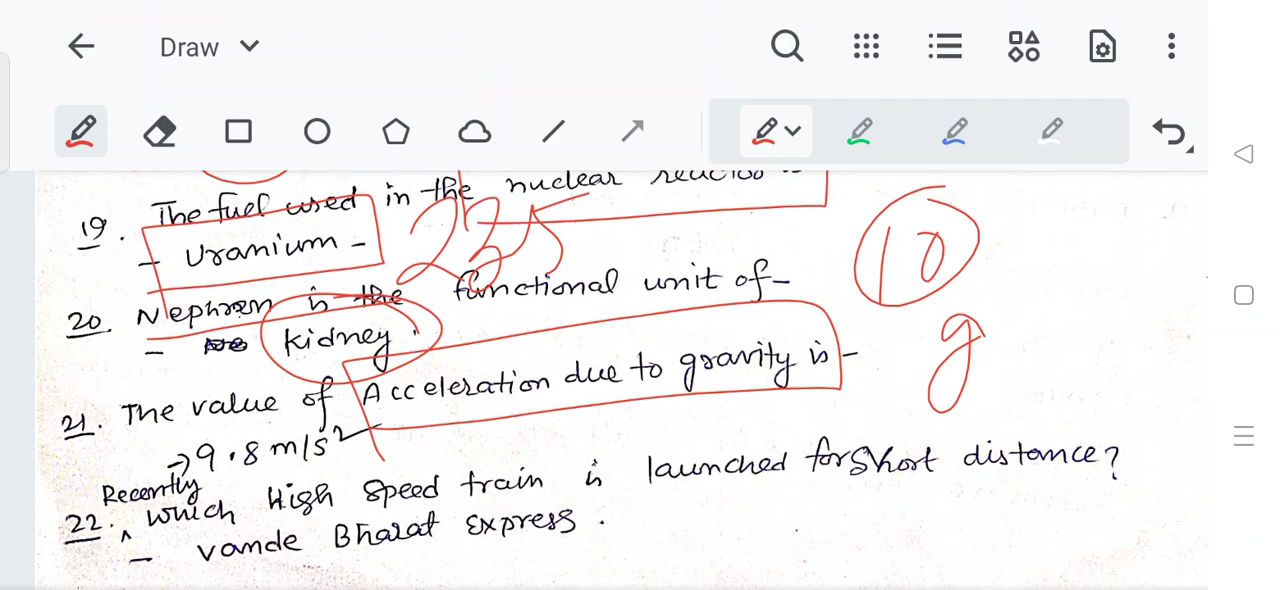 Draw
19. The fuel used in the nuclear reactor is
- Uranium - 235
20. Nephron is the functional unit of -
- kidney.
10
g
21. The value of Acceleration due to gravity is -
→ 9.8 m/s²
Recently
22. ^ which High speed train is launched for short distance?
- Vande Bharat Express.